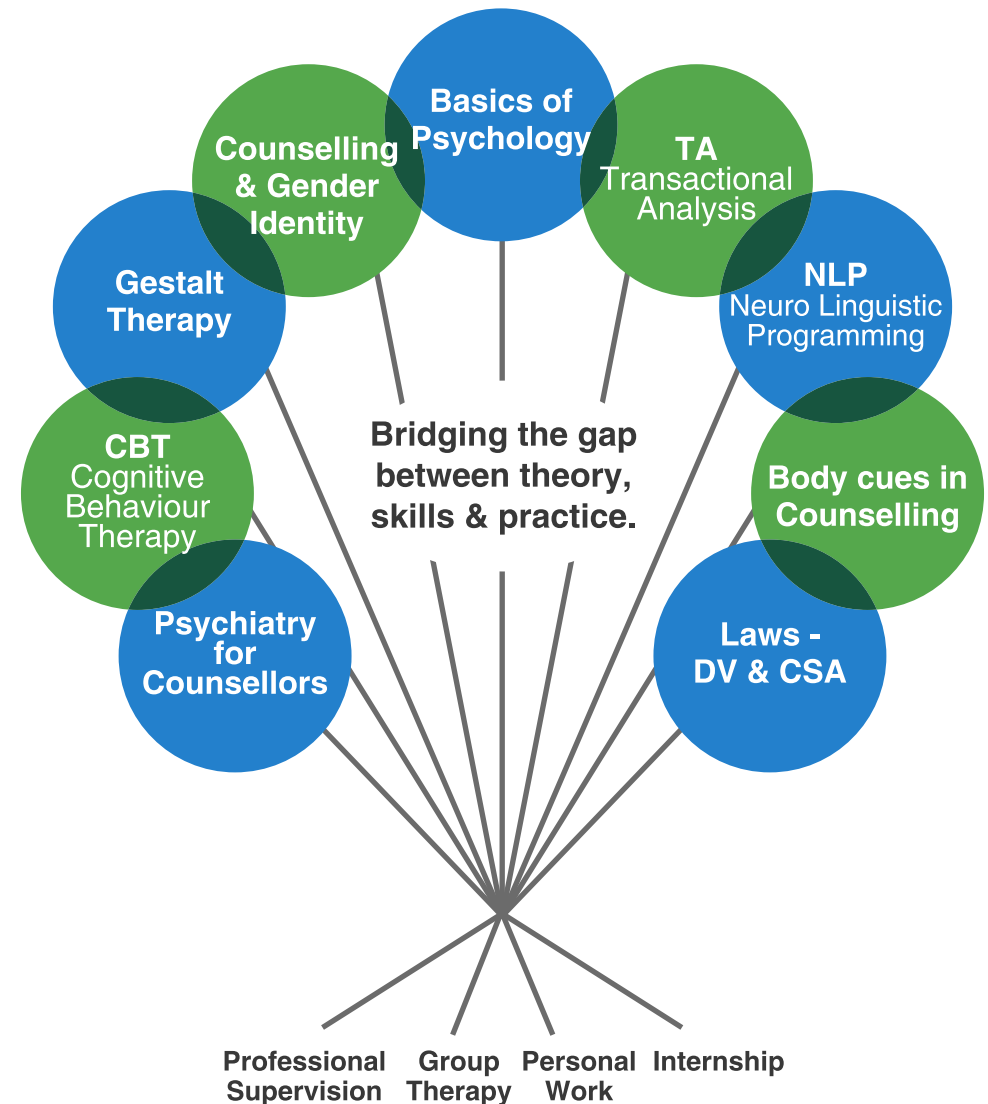 Basics of
Psychology
Counselling
& Gender
Identity
TA
Transactional
Analysis
Gestalt
Therapy
NLP
Neuro Linguistic
Programming
CBT
Cognitive
Behaviour
Therapy
Bridging the gap
between theory,
skills & practice.
Body cues in
Counselling
Psychiatry
for
Counsellors
Laws -
DV & CSA
Professional
Supervision
Group
Therapy
Personal
Work
Internship